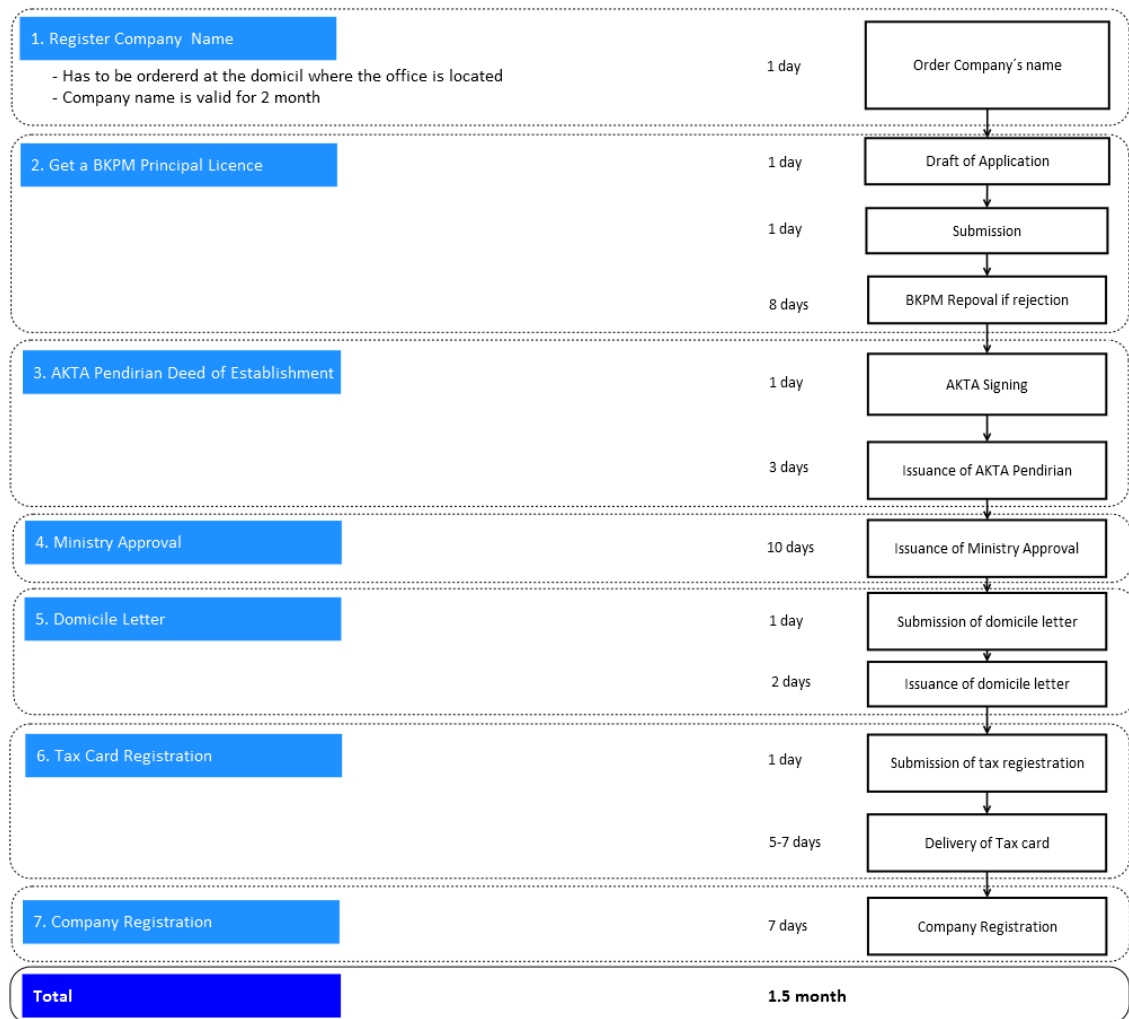 1. Register Company Name
- Has to be ordererd at the domicil where the office is located
- Company name is valid for 2 month
1 day
Order Company´s name
2. Get a BKPM Principal Licence
1 day
Draft of Application
1 day
Submission
8 days
BKPM Repoval if rejection
3. AKTA Pendirian Deed of Establishment
1 day
AKTA Signing
3 days
Issuance of AKTA Pendirian
4. Ministry Approval
10 days
Issuance of Ministry Approval
5. Domicile Letter
1 day
Submission of domicile letter
2 days
Issuance of domicile letter
6. Tax Card Registration
1 day
Submission of tax regiestration
5-7 days
Delivery of Tax card
7. Company Registration
7 days
Company Registration
Total
1.5 month